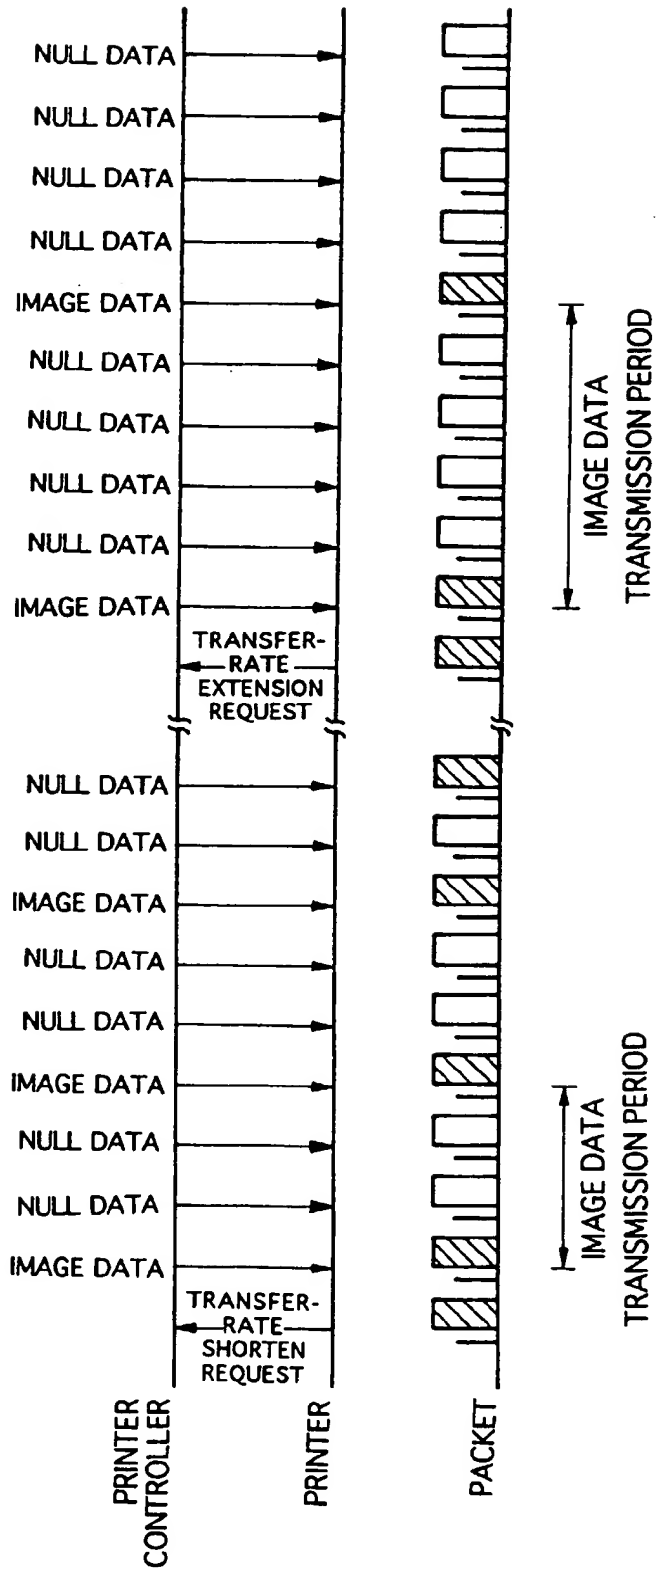 NULL DATA
NULL DATA
NULL DATA
NULL DATA
IMAGE DATA
NULL DATA
NULL DATA
NULL DATA
NULL DATA
IMAGE DATA
TRANSFER-
RATE
EXTENSION
REQUEST
IMAGE DATA
TRANSMISSION PERIOD
NULL DATA
NULL DATA
IMAGE DATA
NULL DATA
NULL DATA
IMAGE DATA
NULL DATA
NULL DATA
IMAGE DATA
TRANSFER-
RATE
SHORTEN
REQUEST
IMAGE DATA
TRANSMISSION PERIOD
PRINTER
CONTROLLER
PRINTER
PACKET